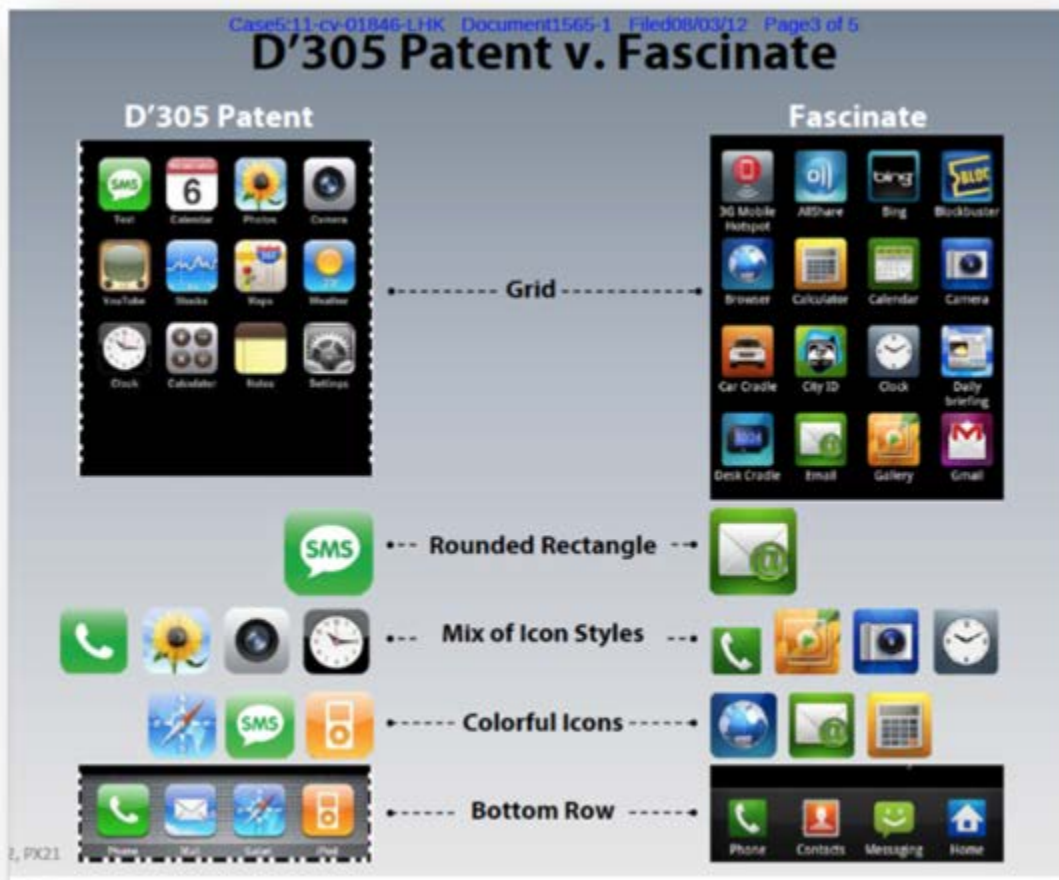 Case5:11-cv-01846-LHK Document1565-1 Filed08/03/12 Page3 of 5
D'305 Patent v. Fascinate
D'305 Patent
Fascinate
SMS
6
Text Calendar Photos Camera
YouTube Stocks Maps Weather
Clock Calculator Notes Settings
Grid
bing
BLOC
3G Mobile Hotspot AllShare Bing Blockbuster
Browser Calculator Calendar Camera
Car Cradle City ID Clock Daily briefing
Desk Cradle Email Gallery Gmail
SMS
Rounded Rectangle
@
Mix of Icon Styles
SMS
Colorful Icons
@
Bottom Row
Phone Mail Safari iPod
Phone Contacts Messaging Home
2, PX21